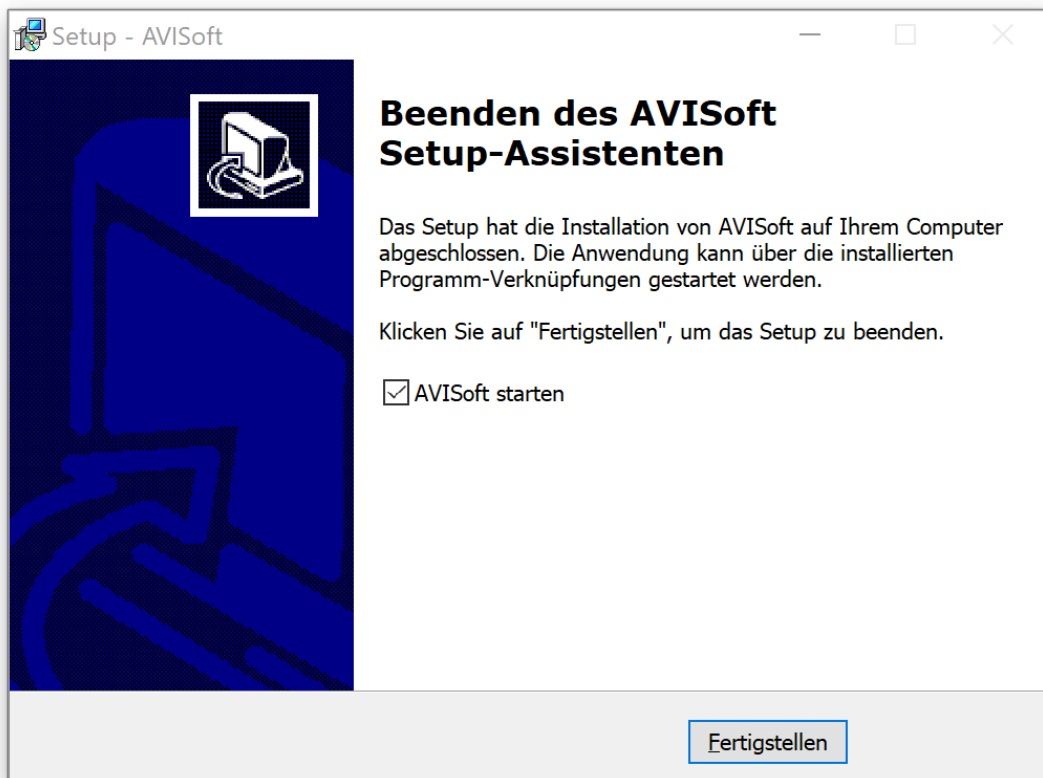 Setup - AVISoft
Beenden des AVISoft
Setup-Assistenten
Das Setup hat die Installation von AVISoft auf Ihrem Computer
abgeschlossen. Die Anwendung kann über die installierten
Programm-Verknüpfungen gestartet werden.
Klicken Sie auf "Fertigstellen", um das Setup zu beenden.
AVISoft starten
Fertigstellen